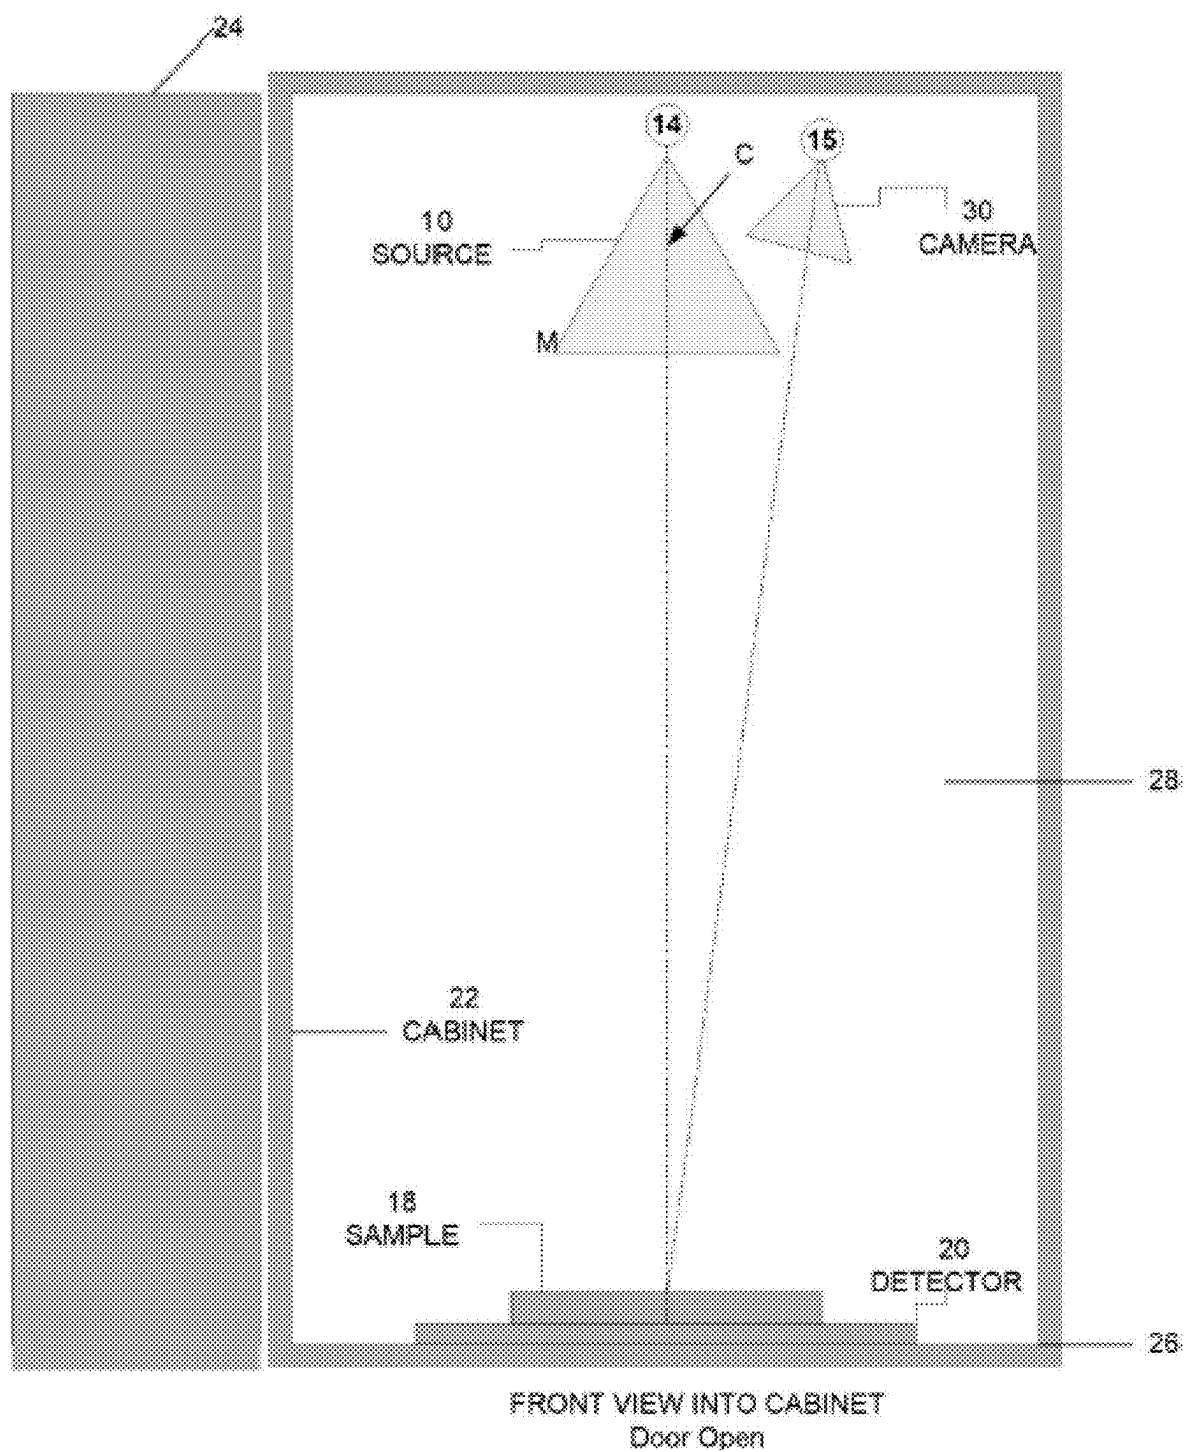 24
14
15
C
10
SOURCE
30
CAMERA
M
28
22
CABINET
18
SAMPLE
20
DETECTOR
26
FRONT VIEW INTO CABINET
Door Open